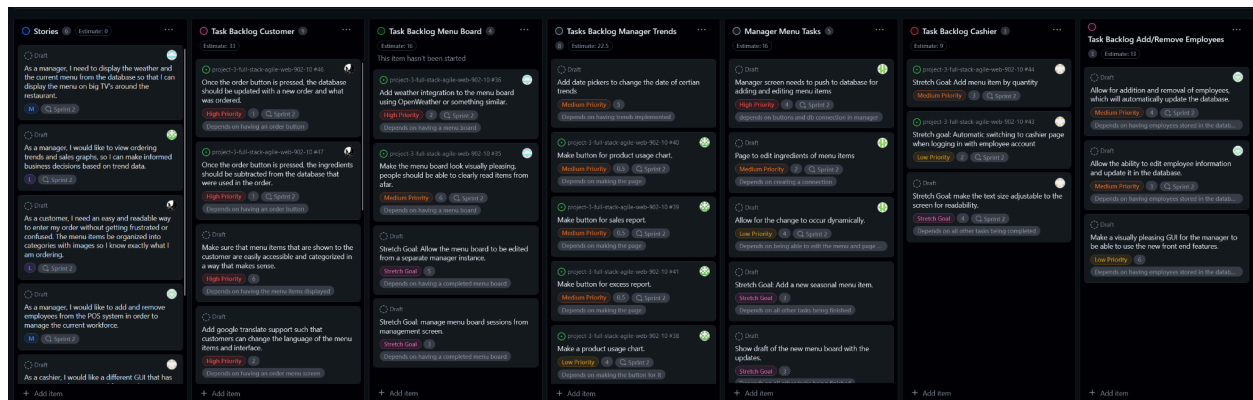 Stories 6 Estimate: 0
Draft
As a manager, I need to display the weather and
the current menu from the database so that I can
display the menu on big TV's around the
restaurant.
M Sprint 2
Draft
As a manager, I would like to view ordering
trends and sales graphs, so I can make informed
business decisions based on trend data.
L Sprint 2
Draft
As a customer, I need an easy and readable way
to enter my order without getting frustrated or
confused. The menu items be organized into
categories with images so I know exactly what I
am ordering.
L Sprint 2
Draft
As a manager, I would like to add and remove
employees from the POS system in order to
manage the current workforce.
M Sprint 2
Draft
As a cashier, I would like a different GUI that has
+ Add item
Task Backlog Customer
Estimate: 33
project-3-full-stack-agile-web-902-10 #46
Once the order button is pressed, the database
should be updated with a new order and what
was ordered.
High Priority 1 Sprint 2
Depends on having an order button
project-3-full-stack-agile-web-902-10 #47
Once the order button is pressed, the ingredients
should be subtracted from the database that
were used in the order.
High Priority 1 Sprint 2
Depends on having an order button
Draft
Make sure that menu items that are shown to the
customer are easily accessible and categorized in
a way that makes sense.
High Priority 6
Depends on having the menu items displayed
Draft
Add google translate support such that
customers can change the language of the menu
items and interface.
High Priority 2
Depends on having an order menu screen
+ Add item
Task Backlog Menu Board 4
Estimate: 16
This item hasn't been started
project-3-full-stack-agile-web-902-10 #36
Add weather integration to the menu board
using OpenWeather or something similar.
High Priority 2 Sprint 2
Depends on having a menu board
project-3-full-stack-agile-web-902-10 #35
Make the menu board look visually pleasing,
people should be able to clearly read items from
afar.
Medium Priority 6 Sprint 2
Depends on having a menu board
Draft
Stretch Goal: Allow the menu board to be edited
from a separate manager instance.
Stretch Goal 5
Depends on having a completed menu board
Draft
Stretch Goal: manage menu board sessions from
management screen.
Stretch Goal 3
Depends on having a completed menu board
+ Add item
Tasks Backlog Manager Trends
8 Estimate: 22.5
Draft
Add date pickers to change the date of certian
trends
Medium Priority 5
Depends on having trends implemented
project-3-full-stack-agile-web-902-10 #40
Make button for product usage chart.
Medium Priority 0.5 Sprint 2
Depends on making the page
project-3-full-stack-agile-web-902-10 #39
Make button for sales report.
Medium Priority 0.5 Sprint 2
Depends on making the page
project-3-full-stack-agile-web-902-10 #41
Make button for excess report.
Medium Priority 0.5 Sprint 2
Depends on making the page
project-3-full-stack-agile-web-902-10 #38
Make a product usage chart.
Low Priority 4 Sprint 2
Depends on making the button for it
+ Add item
Manager Menu Tasks 5
Estimate: 16
Draft
Manager screen needs to push to database for
adding and editing menu items
High Priority 4 Sprint 2
depends on buttons and db connection in manager
Draft
Page to edit ingredients of menu items
Medium Priority 2 Sprint 2
Depends on creating a connection
Draft
Allow for the change to occur dynamically.
Low Priority 4 Sprint 2
Depends on being able to edit the menu and page ...
Draft
Stretch Goal: Add a new seasonal menu item.
Stretch Goal 3
Depends on all other tasks being finished
Draft
Show draft of the new menu board with the
updates.
Stretch Goal 3
+ Add item
Task Backlog Cashier 3
Estimate: 9
project-3-full-stack-agile-web-902-10 #44
Stretch Goal: Add menu item by quantity
Medium Priority 3 Sprint 2
project-3-full-stack-agile-web-902-10 #43
Stretch goal: Automatic switching to cashier page
when logging in with employee account
Low Priority 2 Sprint 2
Draft
Stretch Goal: make the text size adjustable to the
screen for readability.
Stretch Goal 4 Sprint 2
Depends on all other tasks being completed
+ Add item
Task Backlog Add/Remove Employees
3 Estimate: 13
Draft
Allow for addition and removal of employees,
which will automatically update the database.
Medium Priority 4 Sprint 2
Depends on having employees stored in the datab...
Draft
Allow the ability to edit employee information
and update it in the database.
Medium Priority 3 Sprint 2
Depends on having employees stored in the datab...
Draft
Make a visually pleasing GUI for the manager to
be able to use the new front end features.
Low Priority 6
Depends on having employees stored in the datab...
+ Add item